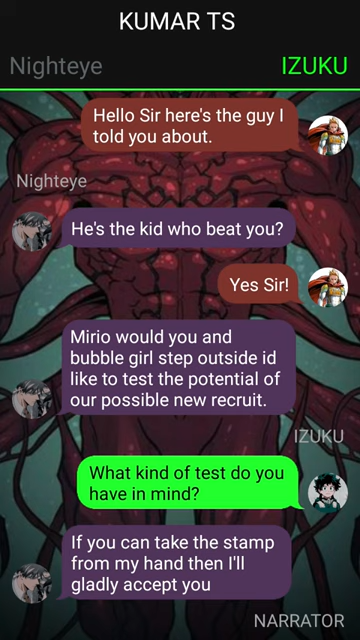 KUMAR TS
Nighteye
IZUKU
Hello Sir here's the guy I
told you about.
Nighteye
He's the kid who beat you?
Yes Sir!
Mirio would you and
bubble girl step outside id
like to test the potential of
our possible new recruit.
IZUKU
What kind of test do you
have in mind?
If you can take the stamp
from my hand then I'll
gladly accept you
NARRATOR